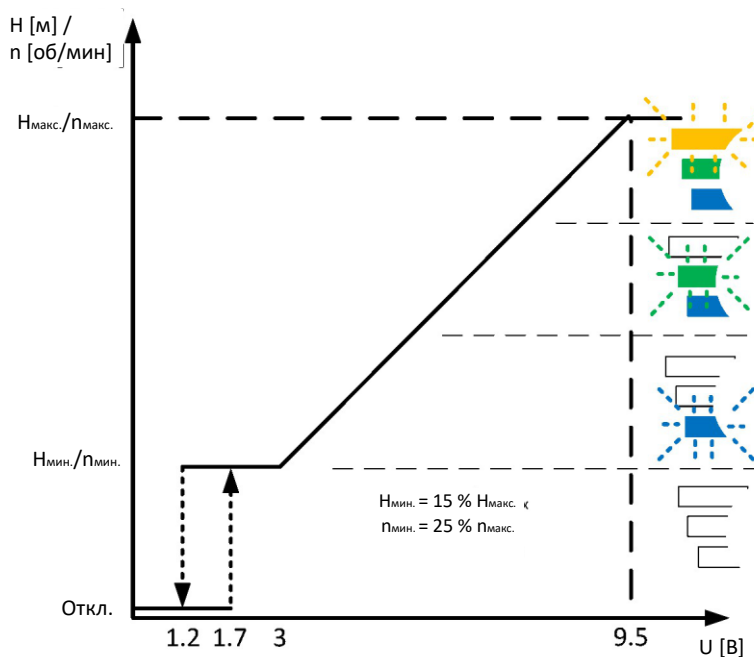 H [м] /
n [об/мин]
Hмакс./nмакс.
Hмин./nмин.
Hмин. = 15 % Hмакс.
nмин. = 25 % nмакс.
Откл.
1.2 1.7 3 9.5
U [В]